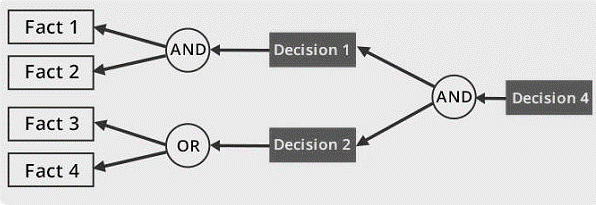 Fact 1
Fact 2
AND
Decision 1
AND
Decision 4
Fact 3
Fact 4
OR
Decision 2